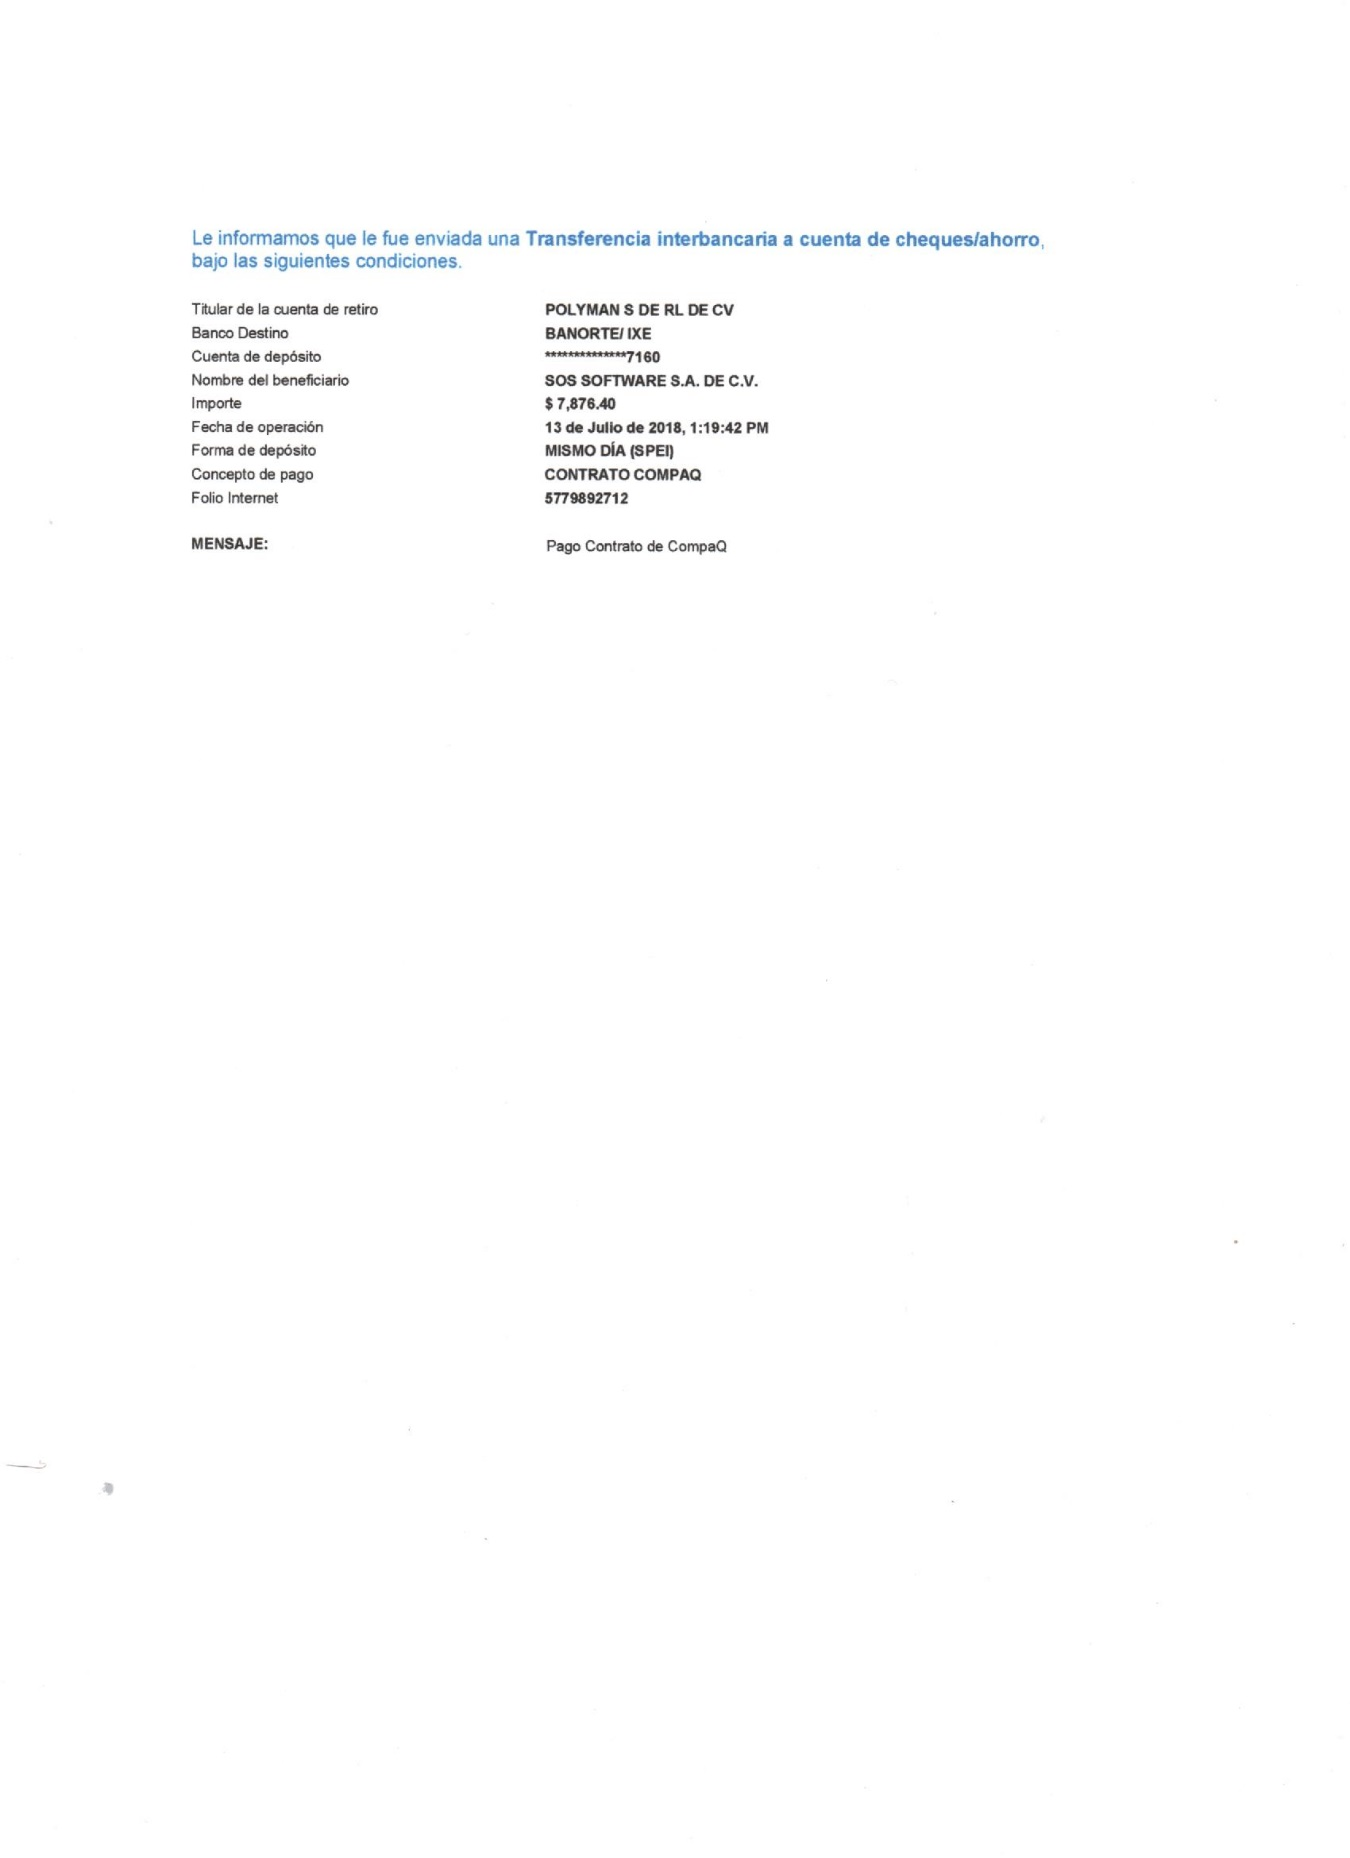 Le informamos que le fue enviada una Transferencia interbancaria a cuenta de cheques/ahorro,
bajo las siguientes condiciones.
Titular de la cuenta de retiro POLYMAN S DE RL DE CV
Banco Destino BANORTE/ IXE
Cuenta de depósito **************7160
Nombre del beneficiario SOS SOFTWARE S.A. DE C.V.
Importe $ 7,876.40
Fecha de operación 13 de Julio de 2018, 1:19:42 PM
Forma de depósito MISMO DÍA (SPEI)
Concepto de pago CONTRATO COMPAQ
Folio Internet 5779892712
MENSAJE: Pago Contrato de CompaQ